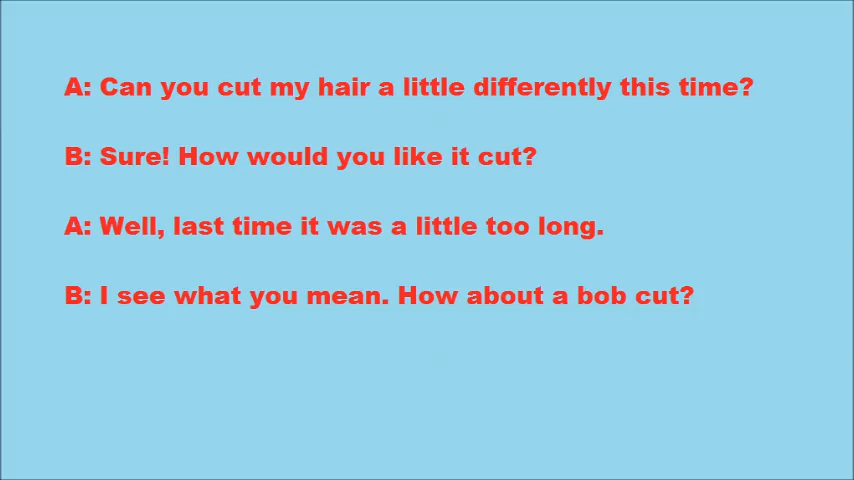 A: Can you cut my hair a little differently this time?
B: Sure! How would you like it cut?
A: Well, last time it was a little too long.
B: I see what you mean. How about a bob cut?